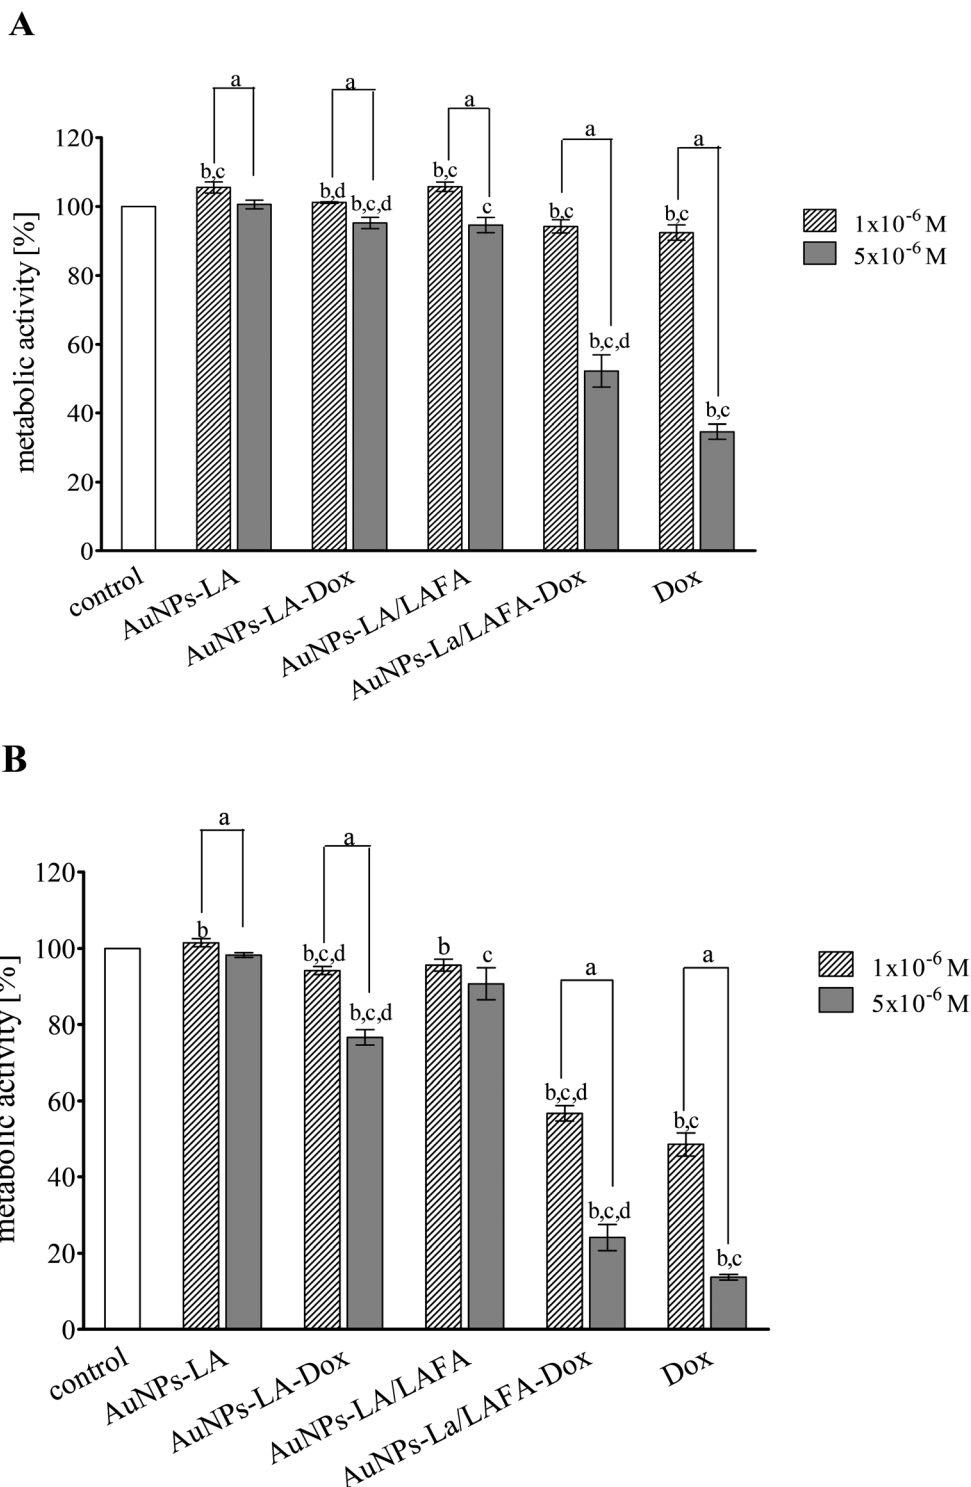 A
a
a
a
a
a
120
100
80
60
40
20
0
metabolic activity [%]
b,c
b,d
b,c,d
b,c
c
b,c
b,c,d
b,c
b,c
1x10⁻⁶ M
5x10⁻⁶ M
control
AuNPs-LA
AuNPs-LA-Dox
AuNPs-LA/LAFA
AuNPs-La/LAFA-Dox
Dox
B
a
a
a
a
120
100
80
60
40
20
0
metabolic activity [%]
b
b,c,d
b,c,d
b
c
b,c,d
b,c,d
b,c
b,c
1x10⁻⁶ M
5x10⁻⁶ M
control
AuNPs-LA
AuNPs-LA-Dox
AuNPs-LA/LAFA
AuNPs-La/LAFA-Dox
Dox